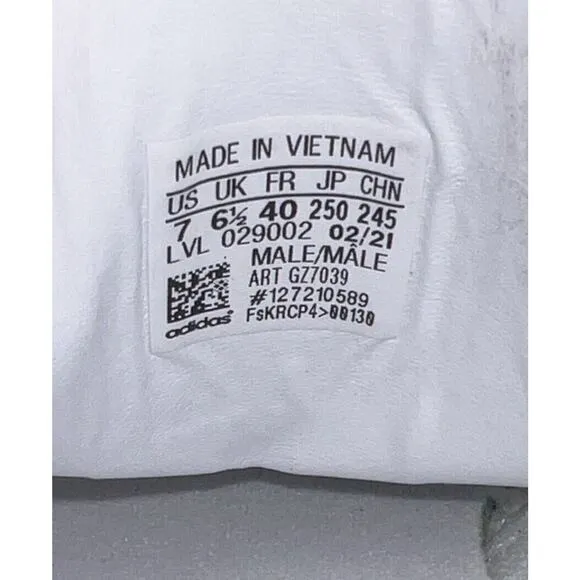 MADE IN VIETNAM
US UK FR JP CHN
7 6½ 40 250 245
LVL 029002 02/21
MALE/MÂLE
ART GZ7039
#127210589
FsKRCP4>00130
adidas®